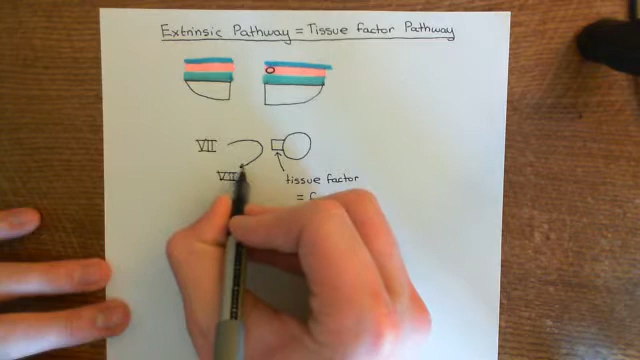 Extrinsic Pathway = Tissue factor Pathway
VII
tissue factor
= f